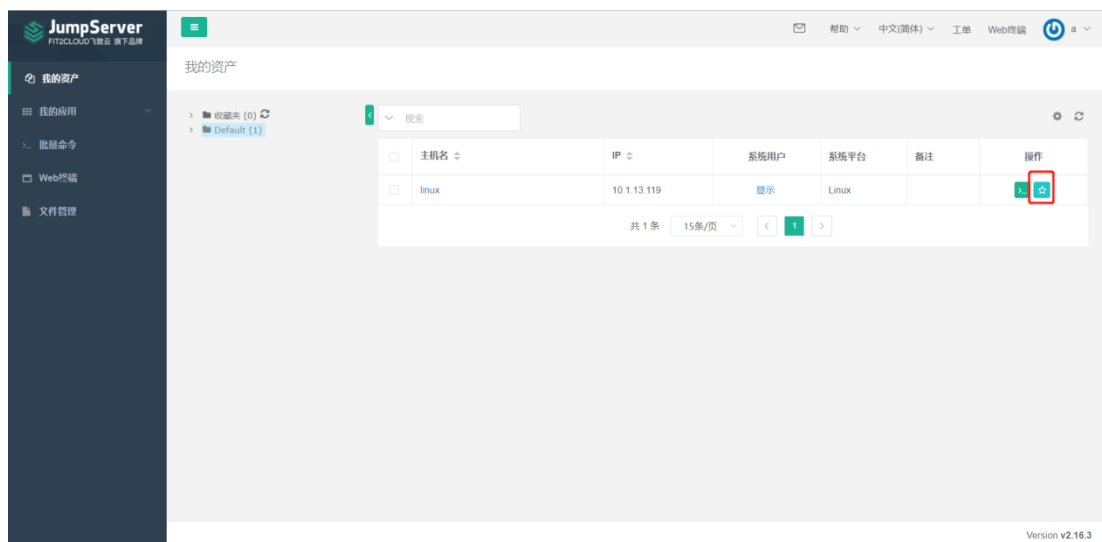 JumpServer
FIT2CLOUD飞致云 旗下品牌
帮助 中文(简体) 工单 Web终端 a
我的资产
我的应用
批量命令
Web终端
文件管理
我的资产
收藏夹 (0)
Default (1)
搜索
主机名 IP 系统用户 系统平台 备注 操作
linux 10.1.13.119 显示 Linux
共 1 条 15条/页 1
Version v2.16.3